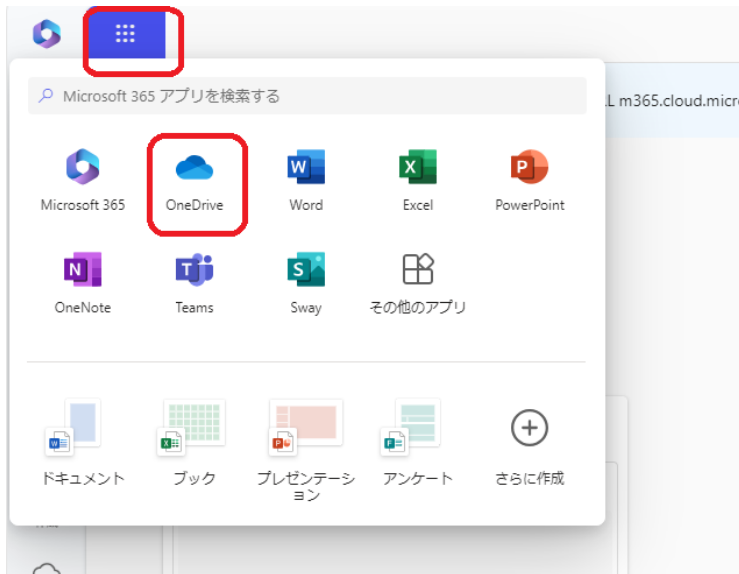 Microsoft 365 アプリを検索する
L m365.cloud.micr
Microsoft 365
OneDrive
Word
Excel
PowerPoint
OneNote
Teams
Sway
その他のアプリ
ドキュメント
ブック
プレゼンテーシ
ョン
アンケート
さらに作成